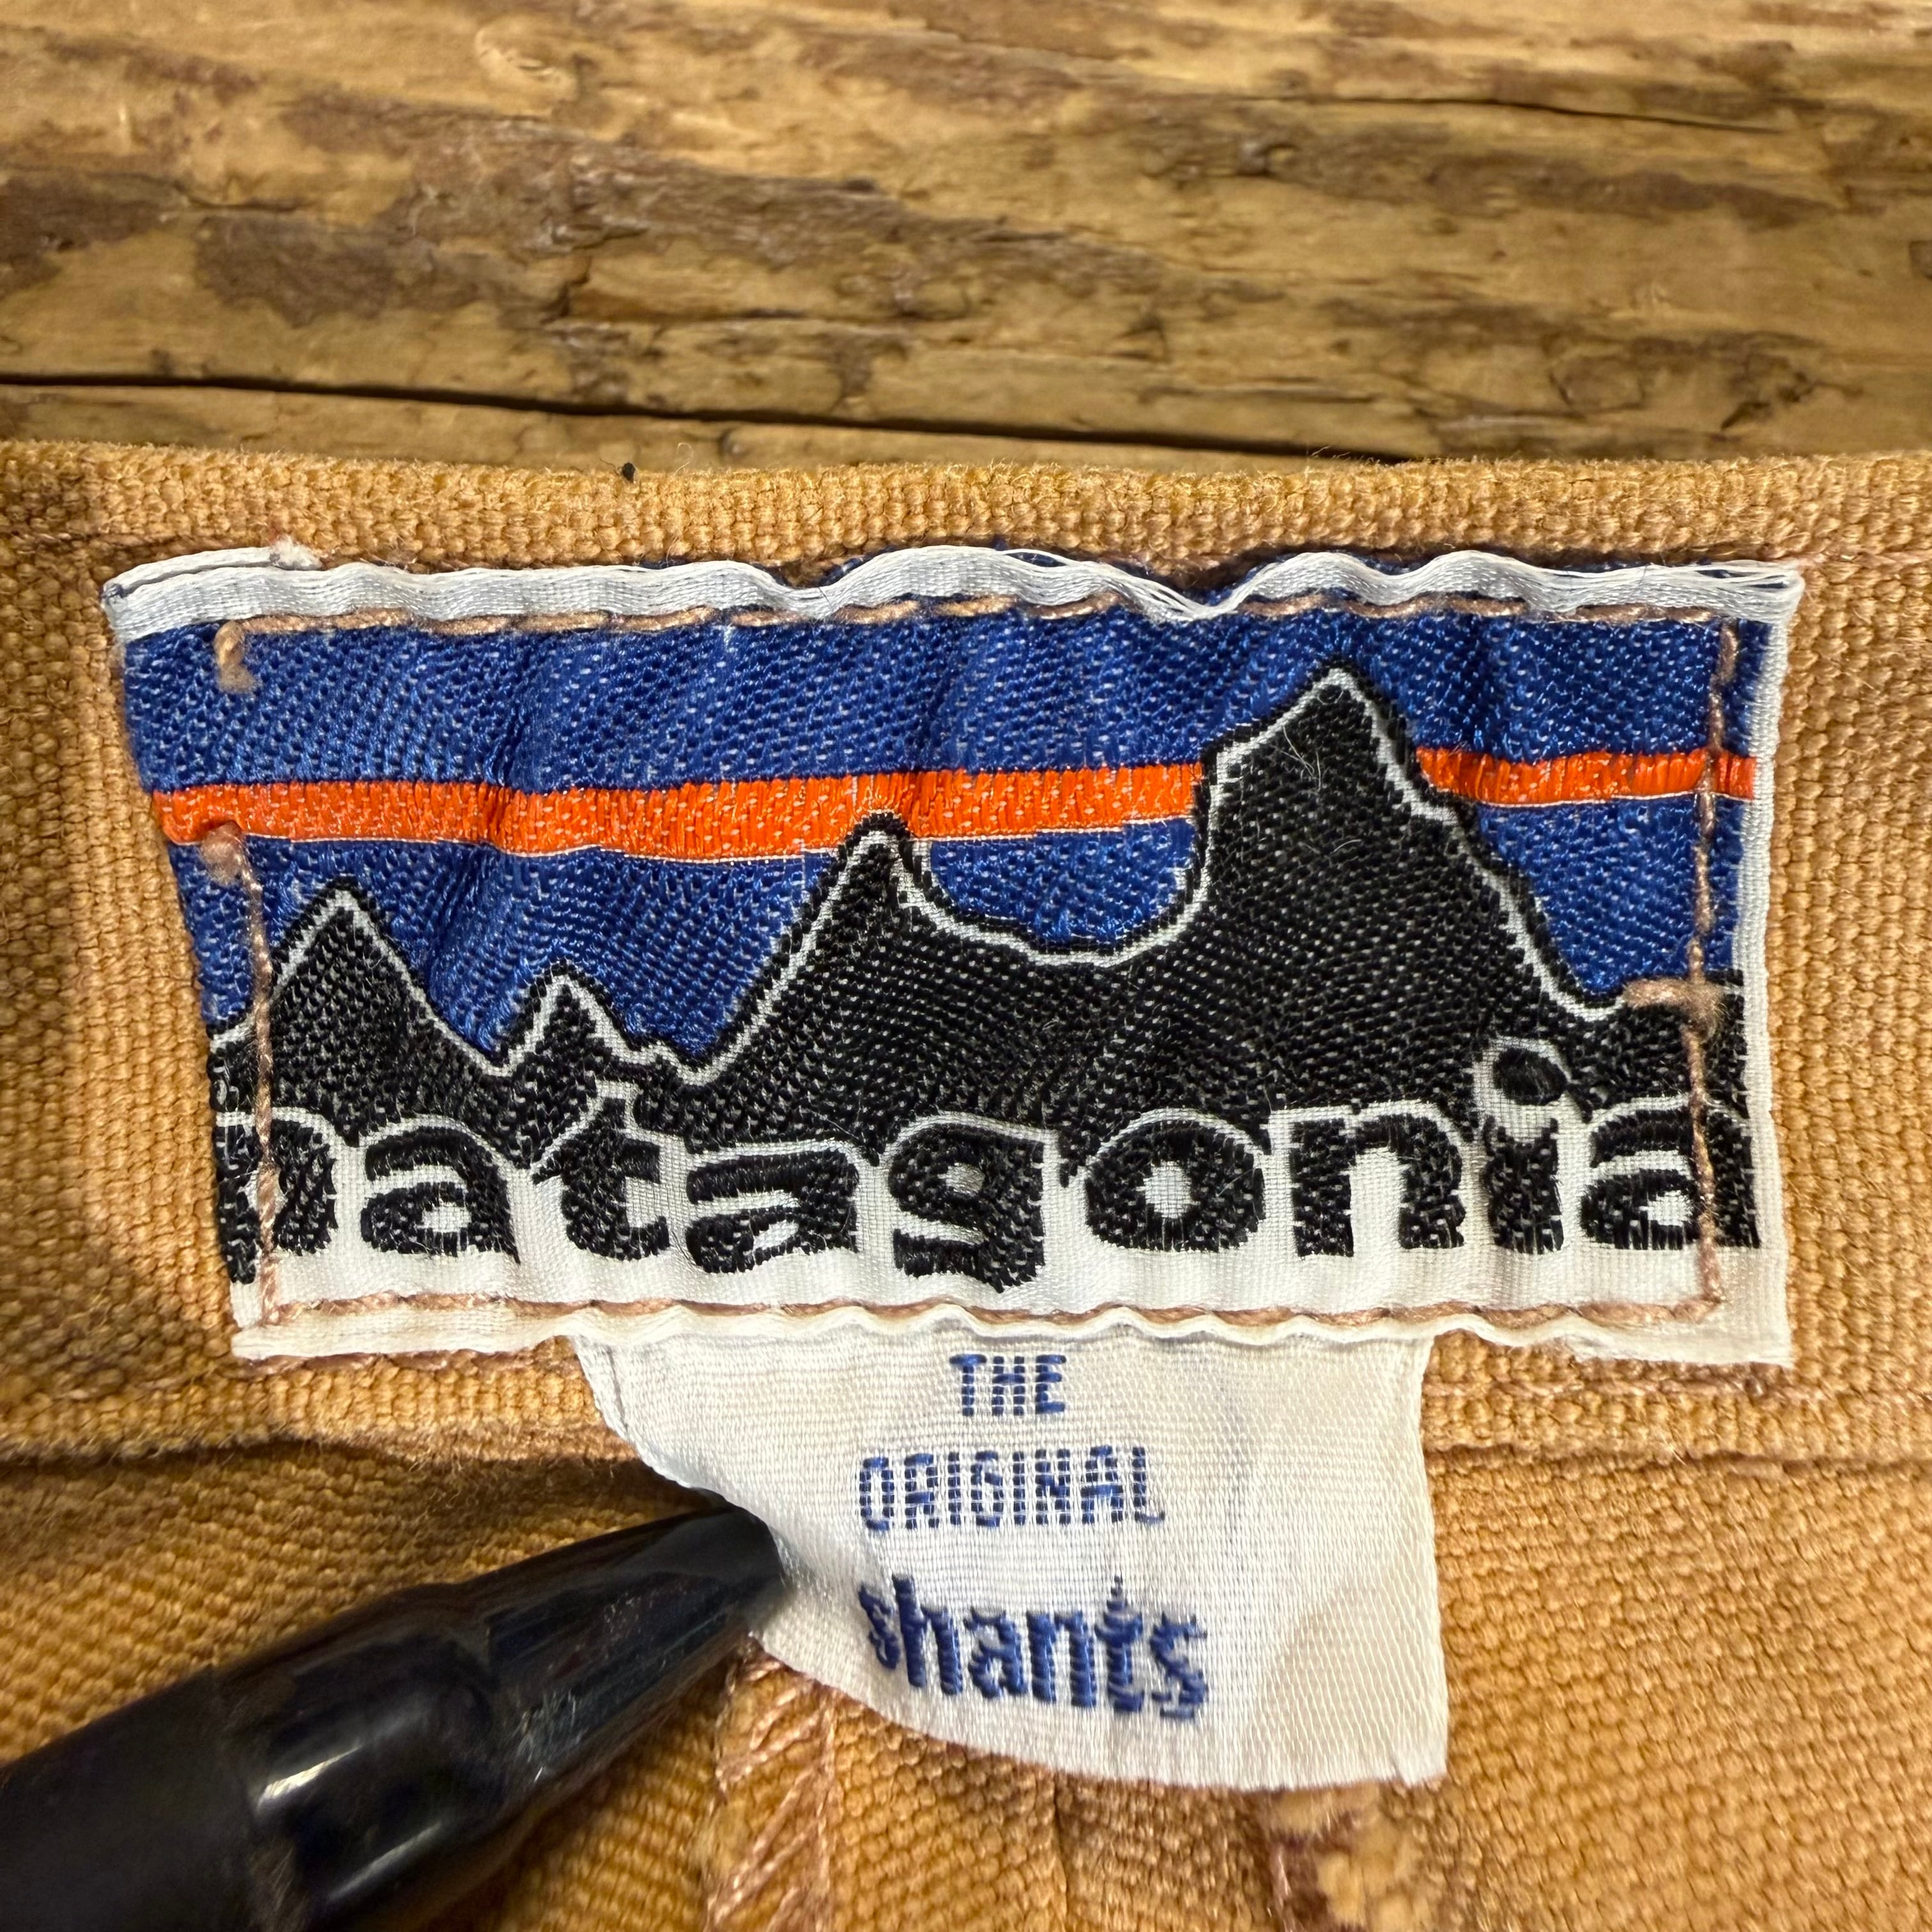 patagonia
THE
ORIGINAL
shants